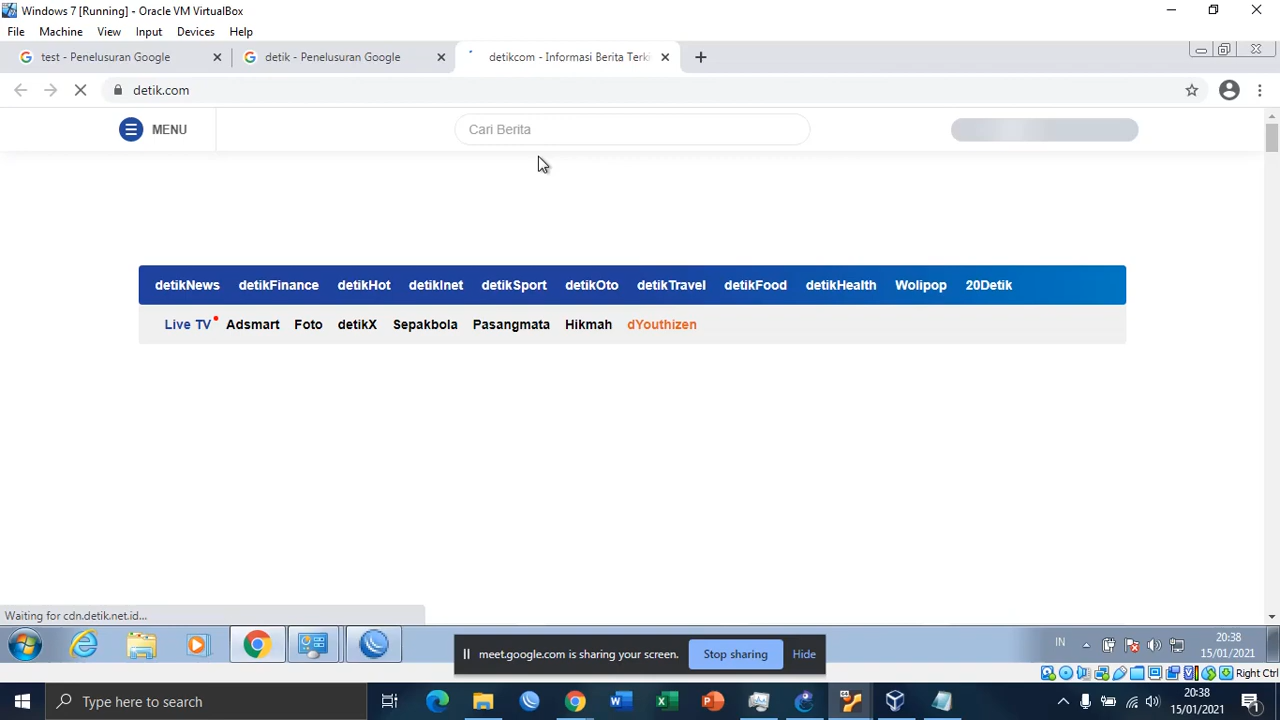 Windows 7 [Running] - Oracle VM VirtualBox
File Machine View Input Devices Help
test - Penelusuran Google
detik - Penelusuran Google
detikcom - Informasi Berita Terki
detik.com
MENU
Cari Berita
detikNews detikFinance detikHot detikInet detikSport detikOto detikTravel detikFood detikHealth Wolipop 20Detik
Live TV Adsmart Foto detikX Sepakbola Pasangmata Hikmah dYouthizen
Waiting for cdn.detik.net.id...
IN
20:38
15/01/2021
meet.google.com is sharing your screen. Stop sharing Hide
Right Ctrl
Type here to search
20:38
15/01/2021
1